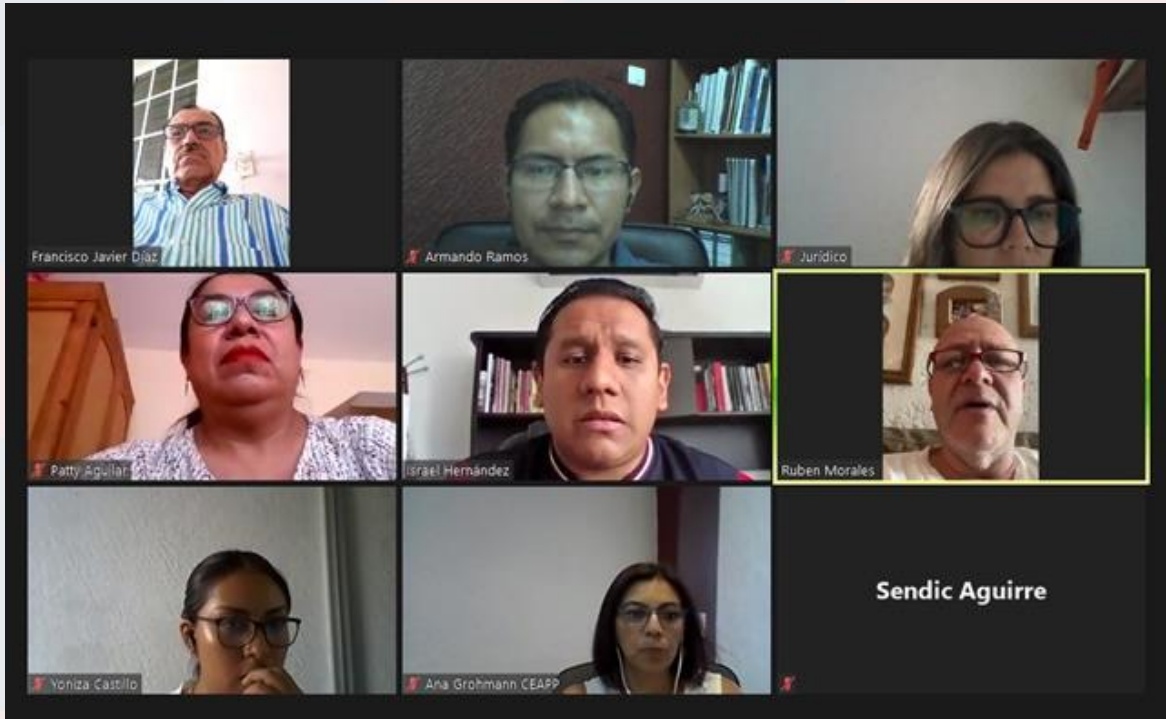 Francisco Javier Díaz
Armando Ramos
Jurídico
Patty Aguilar
Israel Hernández
Ruben Morales
Yoniza Castillo
Ana Grohmann CEAPP
Sendic Aguirre